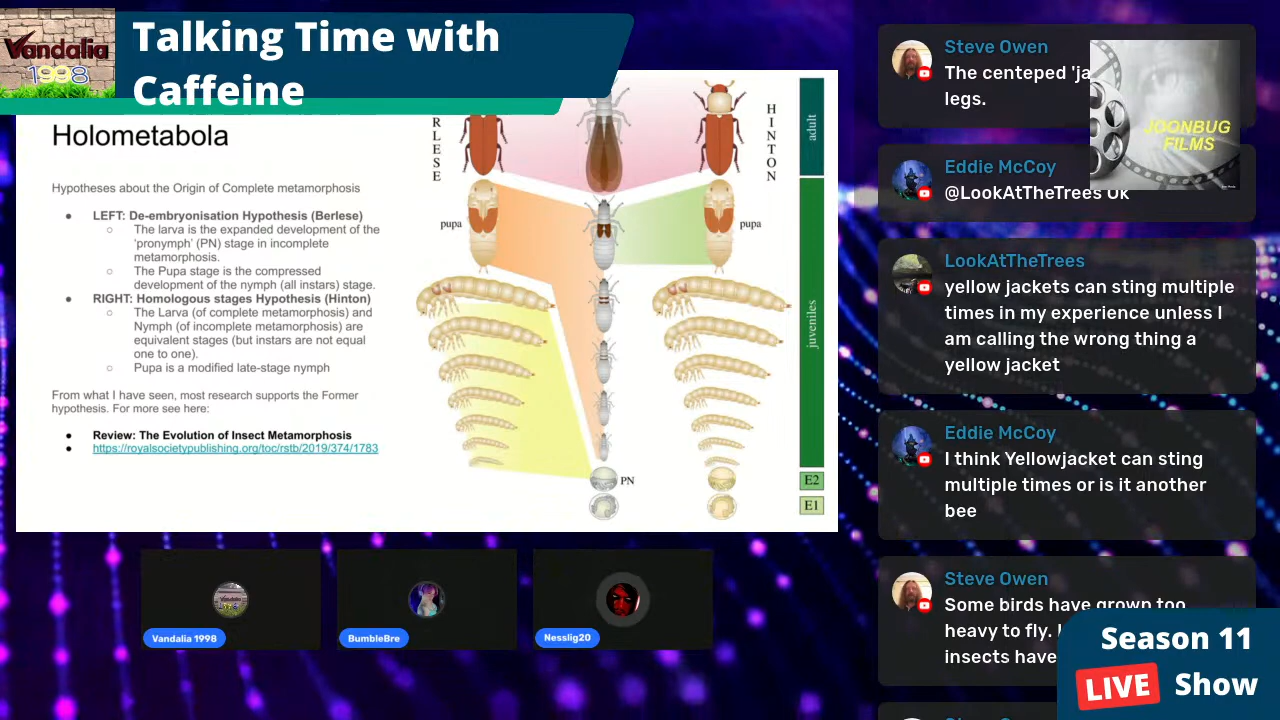 Vandalia
1998
Talking Time with
Caffeine
Holometabola
Hypotheses about the Origin of Complete metamorphosis
● LEFT: De-embryonisation Hypothesis (Berlese)
○ The larva is the expanded development of the
'pronymph' (PN) stage in incomplete
metamorphosis.
○ The Pupa stage is the compressed
development of the nymph (all instars) stage.
● RIGHT: Homologous stages Hypothesis (Hinton)
○ The Larva (of complete metamorphosis) and
Nymph (of incomplete metamorphosis) are
equivalent stages (but instars are not equal
one to one).
○ Pupa is a modified late-stage nymph
From what I have seen, most research supports the Former
hypothesis. For more see here:
● Review: The Evolution of Insect Metamorphosis
● https://royalsocietypublishing.org/toc/rstb/2019/374/1783
RLESE
HINTON
adult
pupa
pupa
juveniles
PN
E2
E1
Vandalia 1998
BumbleBre
Nesslig20
Steve Owen
The centeped 'ja
legs.
JOONBUG
FILMS
Eddie McCoy
@LookAtTheTrees Ok
LookAtTheTrees
yellow jackets can sting multiple
times in my experience unless I
am calling the wrong thing a
yellow jacket
Eddie McCoy
I think Yellowjacket can sting
multiple times or is it another
bee
Steve Owen
Some birds have grown too
heavy to fly.
insects have
Season 11
LIVE Show